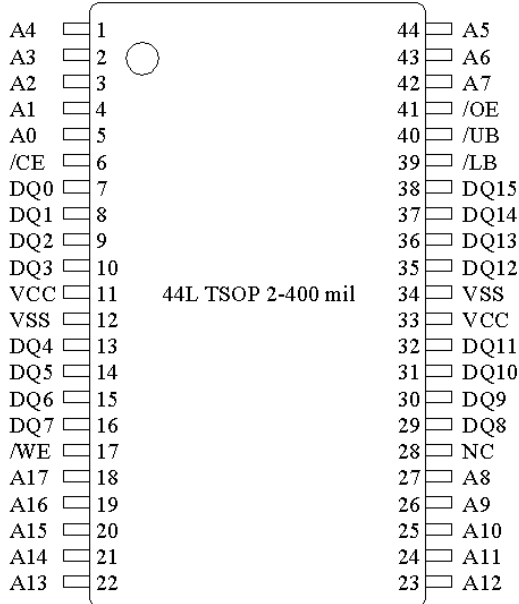 A4 1 44 A5
A3 2 43 A6
A2 3 42 A7
A1 4 41 /OE
A0 5 40 /UB
/CE 6 39 /LB
DQ0 7 38 DQ15
DQ1 8 37 DQ14
DQ2 9 36 DQ13
DQ3 10 35 DQ12
VCC 11 44L TSOP 2-400 mil 34 VSS
VSS 12 33 VCC
DQ4 13 32 DQ11
DQ5 14 31 DQ10
DQ6 15 30 DQ9
DQ7 16 29 DQ8
/WE 17 28 NC
A17 18 27 A8
A16 19 26 A9
A15 20 25 A10
A14 21 24 A11
A13 22 23 A12